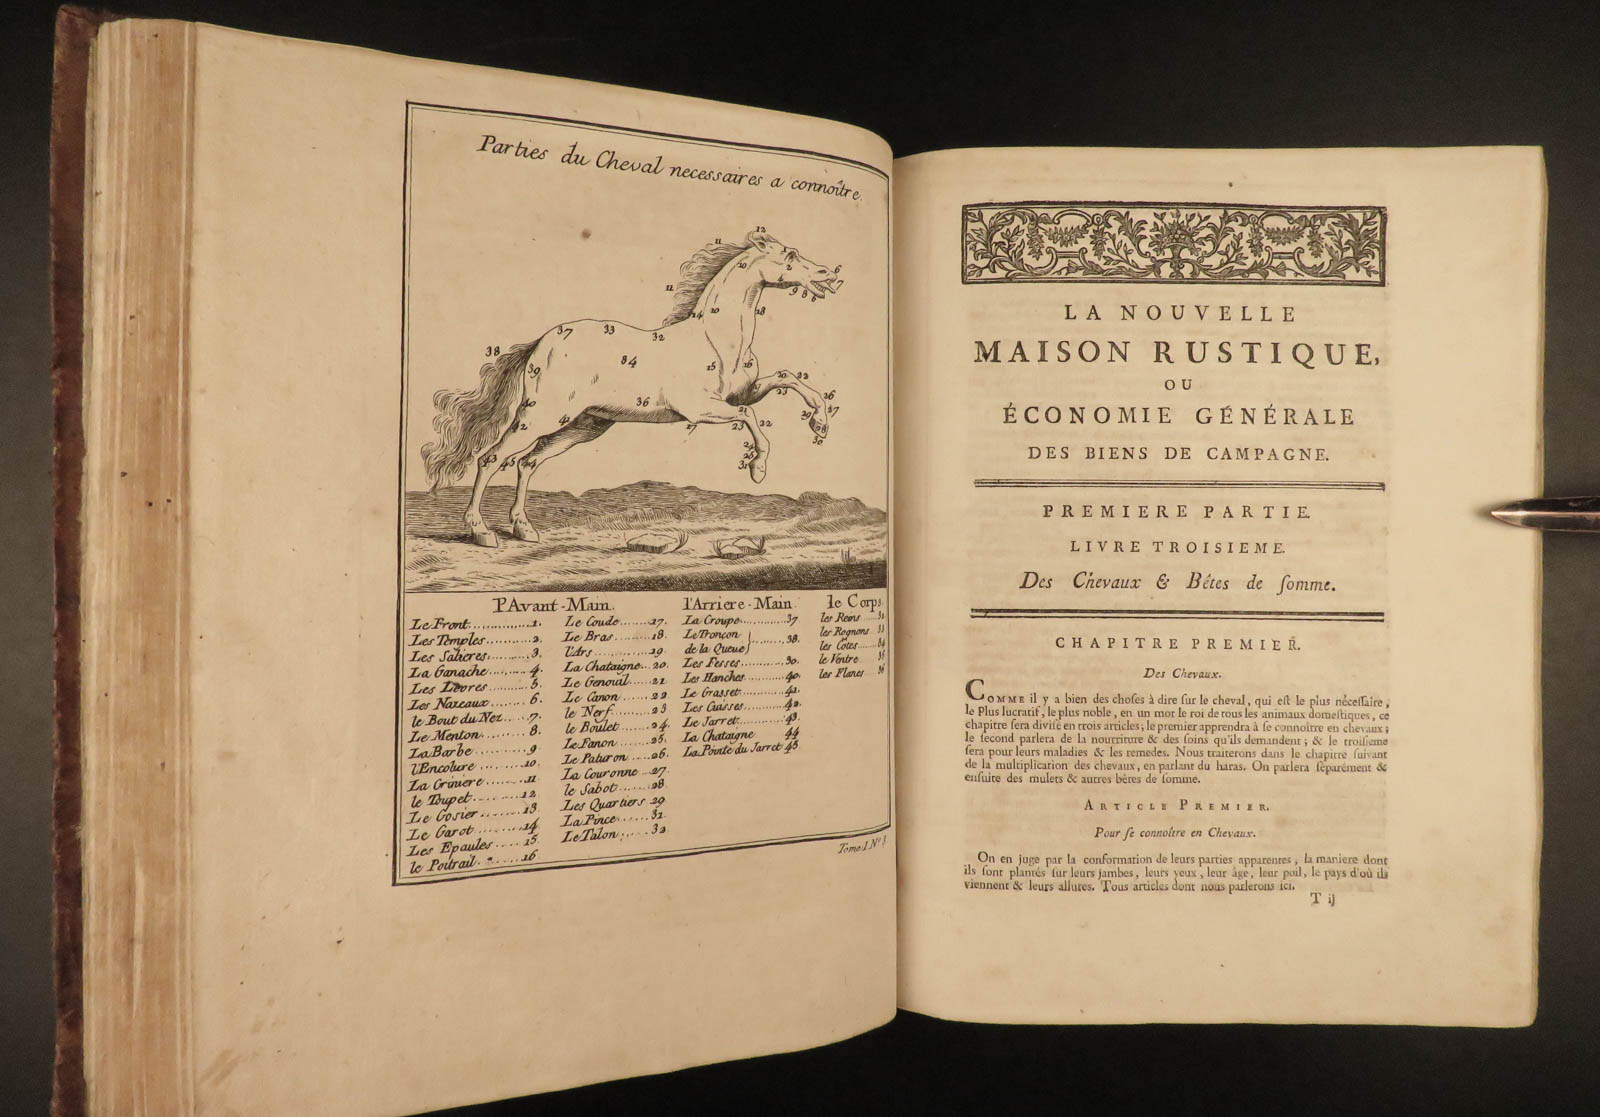 Parties du Cheval necessaires a connoître.
l'Avant-Main.
Le Front..............1.
Les Temples..........2.
Les Salieres.........3.
La Ganache.........4.
Les Levres........5.
Les Nazeaux.......6.
le Bout du Nez...7.
Le Menton.........8.
La Barbe..........9
l'Encolure........10.
La Criniere.......11
le Toupet........12
Le Gosier........13
Le Garot........14
Les Epaules.....15
le Poitrail.....16
Le Coude.......17.
Le Bras........18.
l'Ars..........19
La Chataigne...20.
Le Genouil.....21
Le Canon.......22
le Nerf........23
le Boulet......24.
Le Fanon......25.
Le Paturon....26.
La Couronne...27.
le Sabot......28.
Les Quartiers 29
La Pince......31.
Le Talon......32
l'Arriere-Main.
La Croupe..........37
Le Tronçon
de la Queue } .......38.
Les Fesses..........39.
Les Hanches........40.
Le Grasset.........41.
Les Cuisses........42.
Le Jarret..........43.
La Chataigne 44
La Pointe du Jarret 45
le Corps.
les Reins
les Rognons 33
les Côtes
le Ventre
les Flancs 36
Tome I N° 1
LA NOUVELLE
MAISON RUSTIQUE,
OU
ÉCONOMIE GÉNÉRALE
DES BIENS DE CAMPAGNE.
PREMIERE PARTIE.
LIVRE TROISIEME.
Des Chevaux & Bêtes de ſomme.
CHAPITRE PREMIER.
Des Chevaux.
COMME il y a bien des choſes à dire ſur le cheval, qui eſt le plus néceſſaire,
le Plus lucratif, le plus noble, en un mot le roi de tous les animaux domeſtiques, ce
chapitre ſera diviſé en trois articles; le premier apprendra à ſe connoître en chevaux;
le ſecond parlera de la nourriture & des ſoins qu'ils demandent; & le troiſieme
ſera pour leurs maladies & les remedes. Nous traiterons dans le chapitre ſuivant
de la multiplication des chevaux, en parlant du haras. On parlera ſéparément &
enſuite des mulets & autres bêtes de ſomme.
ARTICLE PREMIER.
Pour ſe connoître en Chevaux.
On en juge par la conformation de leurs parties apparentes, la maniere dont
ils ſont plantés ſur leurs jambes, leurs yeux, leur âge, leur poil, le pays d'où ils
viennent & leurs allures. Tous articles dont nous parlerons ici.
T ij